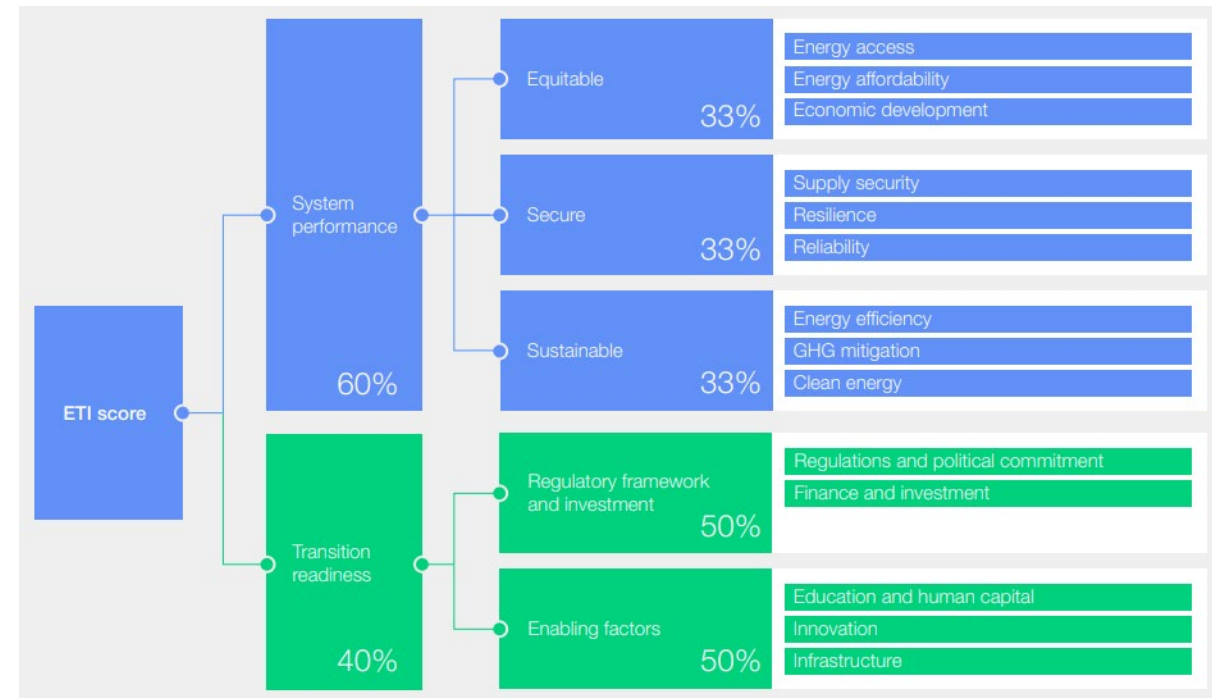 ETI score
System
performance
60%
Equitable
33%
Energy access
Energy affordability
Economic development
Secure
33%
Supply security
Resilience
Reliability
Sustainable
33%
Energy efficiency
GHG mitigation
Clean energy
Transition
readiness
40%
Regulatory framework
and investment
50%
Regulations and political commitment
Finance and investment
Enabling factors
50%
Education and human capital
Innovation
Infrastructure